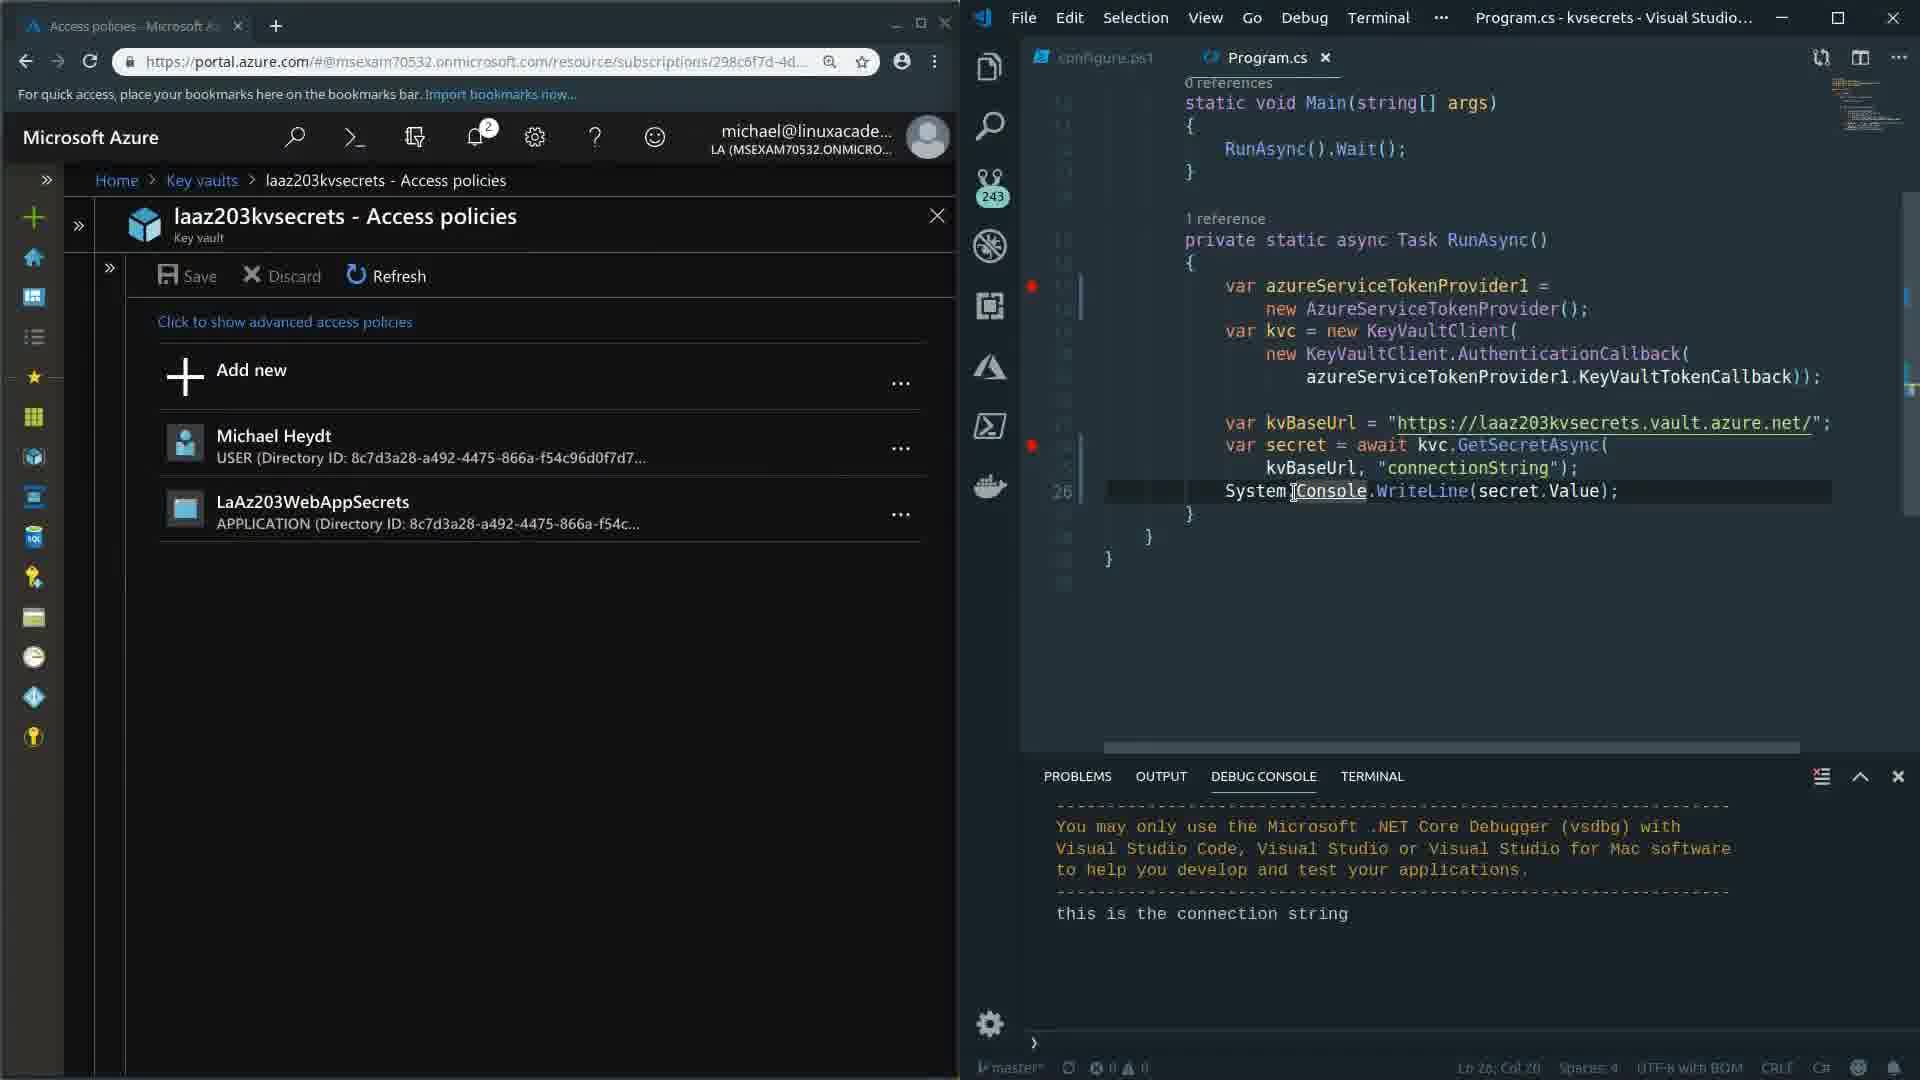 Access policies - Microsoft Az
https://portal.azure.com/#@msexam70532.onmicrosoft.com/resource/subscriptions/298c6f7d-4d...
For quick access, place your bookmarks here on the bookmarks bar. Import bookmarks now...
Microsoft Azure
2
michael@linuxacade...
LA (MSEXAM70532.ONMICRO...
Home > Key vaults > laaz203kvsecrets - Access policies
laaz203kvsecrets - Access policies
Key vault
Save Discard Refresh
Click to show advanced access policies
Add new
Michael Heydt
USER (Directory ID: 8c7d3a28-a492-4475-866a-f54c96d0f7d7...
LaAz203WebAppSecrets
APPLICATION (Directory ID: 8c7d3a28-a492-4475-866a-f54c...
File Edit Selection View Go Debug Terminal ... Program.cs - kvsecrets - Visual Studio...
configure.ps1 Program.cs
243
0 references
static void Main(string[] args)
{
RunAsync().Wait();
}
1 reference
private static async Task RunAsync()
{
var azureServiceTokenProvider1 =
new AzureServiceTokenProvider();
var kvc = new KeyVaultClient(
new KeyVaultClient.AuthenticationCallback(
azureServiceTokenProvider1.KeyVaultTokenCallback));
var kvBaseUrl = "https://laaz203kvsecrets.vault.azure.net/";
var secret = await kvc.GetSecretAsync(
kvBaseUrl, "connectionString");
26 System.Console.WriteLine(secret.Value);
}
}
}
PROBLEMS OUTPUT DEBUG CONSOLE TERMINAL
-------------------------------------------------------------------
You may only use the Microsoft .NET Core Debugger (vsdbg) with
Visual Studio Code, Visual Studio or Visual Studio for Mac software
to help you develop and test your applications.
-------------------------------------------------------------------
this is the connection string
master* 0 0 Ln 26, Col 20 Spaces: 4 UTF-8 with BOM CRLF C#